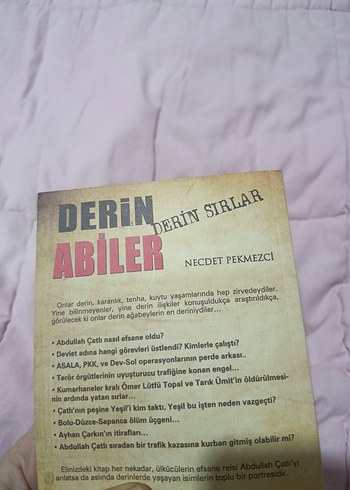 DERİN
DERİN SIRLAR
ABİLER
NECDET PEKMEZCİ
Onlar derin, karanlık, tenha, kuytu yaşamlarında hep zirvedeydiler.
Yine bilinmeyenler, yine derin ilişkiler konuşuldukça araştırıldıkça,
görülecek ki onlar derin ağabeylerin en deriniydiler...
• Abdullah Çatlı nasıl efsane oldu?
• Devlet adına hangi görevleri üstlendi? Kimlerle çalıştı?
• ASALA, PKK, ve Dev-Sol operasyonlarının perde arkası..
• Terör örgütlerinin uyuşturucu trafiğine konan engel...
• Kumarhaneler kralı Ömer Lütfü Topal ve Tarık Ümit'in öldürülmesi-
nin ardında yatan sırlar...
• Çatlı'nın peşine Yeşil'i kim taktı, Yeşil bu işten neden vazgeçti?
• Bolu-Düzce-Sapanca ölüm üçgeni...
• Ayhan Çarkın'ın itirafları...
• Abdullah Çatlı sıradan bir trafik kazasına kurban gitmiş olabilir mi?
Elinizdeki kitap her nekadar, ülkücülerin efsane reisi Abdullah Çatlı'yı
anlatsa da aslında derinlerde yaşayan isimlerin toplu bir portresidir.